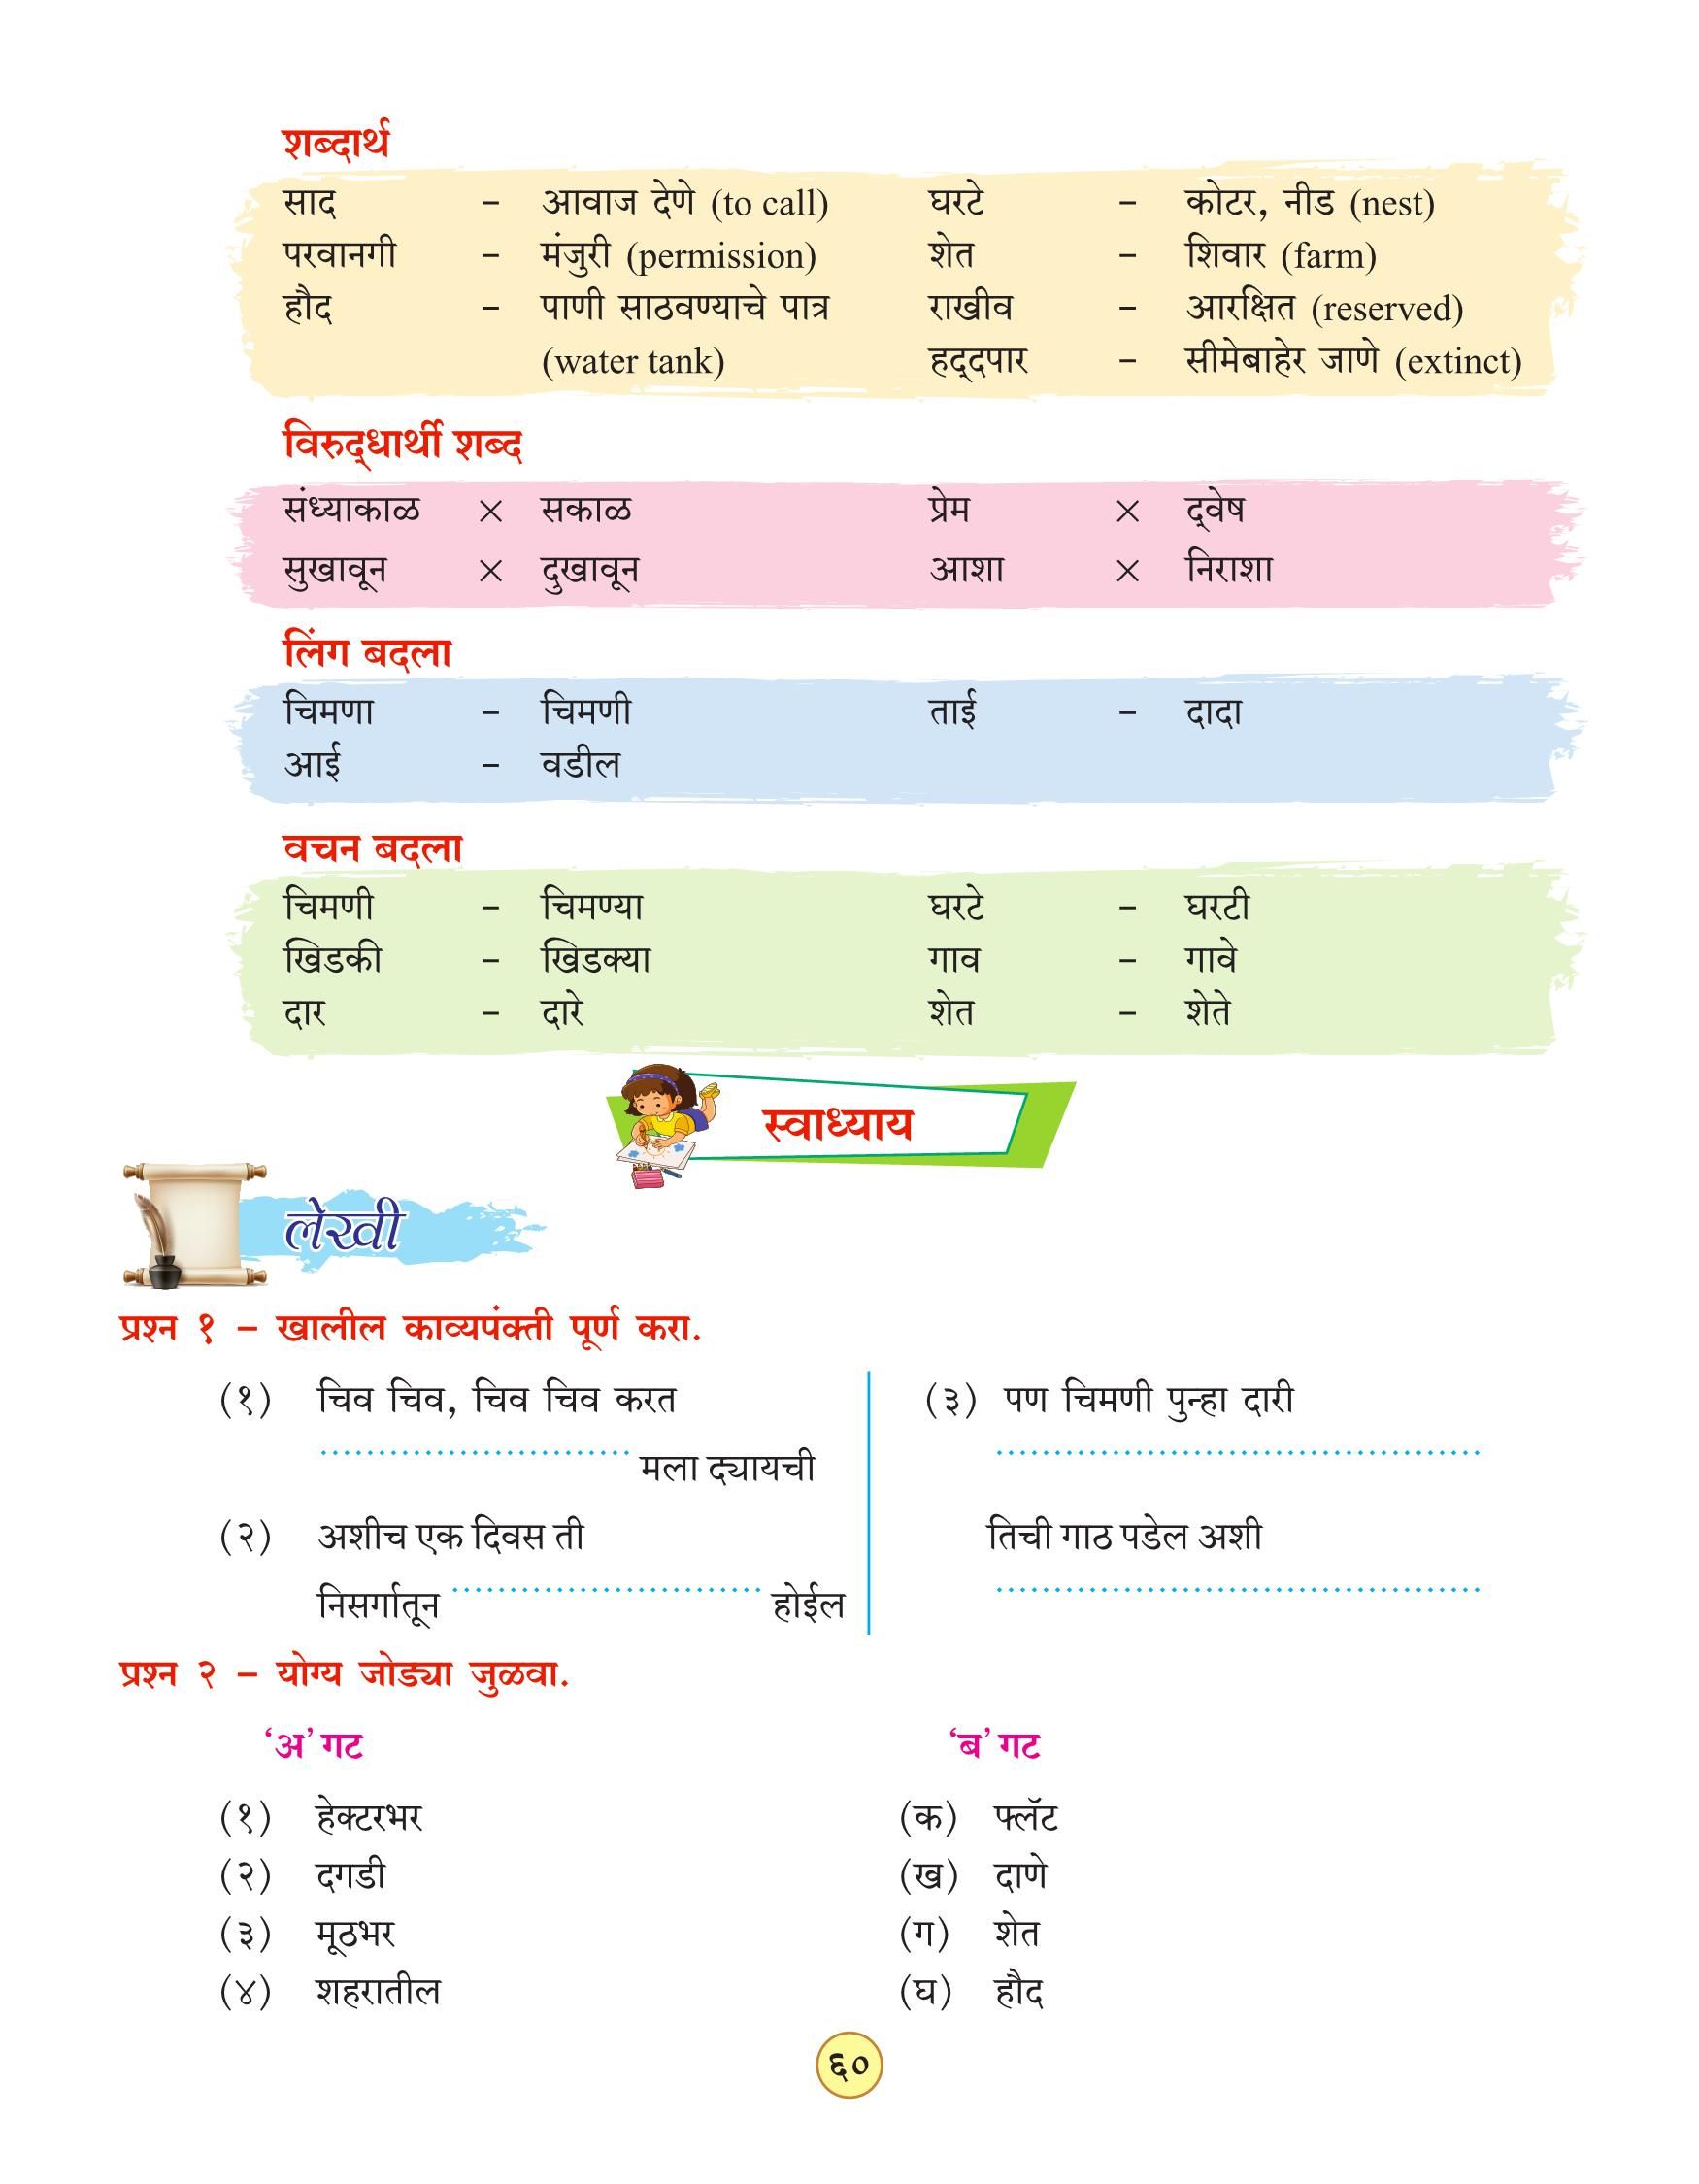 शब्दार्थ
साद – आवाज देणे (to call) घरटे – कोटर, नीड (nest)
परवानगी – मंजुरी (permission) शेत – शिवार (farm)
हौद – पाणी साठवण्याचे पात्र राखीव – आरक्षित (reserved)
(water tank) हद्‌दपार – सीमेबाहेर जाणे (extinct)
विरुद्‌धार्थी शब्द
संध्याकाळ × सकाळ प्रेम × द्‌वेष
सुखावून × दुखावून आशा × निराशा
लिंग बदला
चिमणा – चिमणी ताई – दादा
आई – वडील
वचन बदला
चिमणी – चिमण्या घरटे – घरटी
खिडकी – खिडक्या गाव – गावे
दार – दारे शेत – शेते
स्वाध्याय
लेखी
प्रश्न १ – खालील काव्यपंक्ती पूर्ण करा.
(१) चिव चिव, चिव चिव करत
........................... मला द्यायची
(२) अशीच एक दिवस ती
निसर्गातून ........................... होईल
(३) पण चिमणी पुन्हा दारी
..........................................
तिची गाठ पडेल अशी
..........................................
प्रश्न २ – योग्य जोड्या जुळवा.
‘अ’ गट ‘ब’ गट
(१) हेक्टरभर (क) फ्लॅट
(२) दगडी (ख) दाणे
(३) मूठभर (ग) शेत
(४) शहरातील (घ) हौद
६०